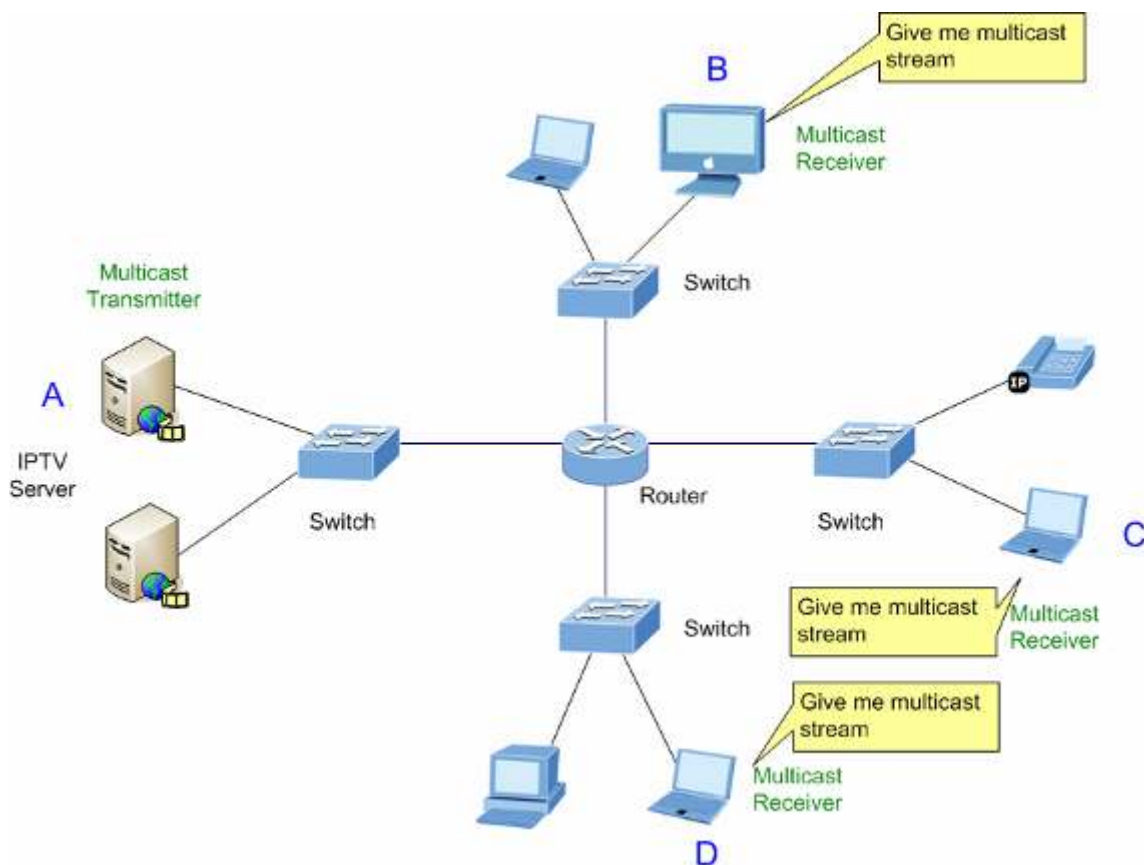 Give me multicast
stream
B
Multicast
Receiver
Switch
Multicast
Transmitter
A
IP
IPTV
Server
Switch
Router
Switch
C
Switch
Give me multicast
stream
Multicast
Receiver
Give me multicast
stream
Multicast
Receiver
D